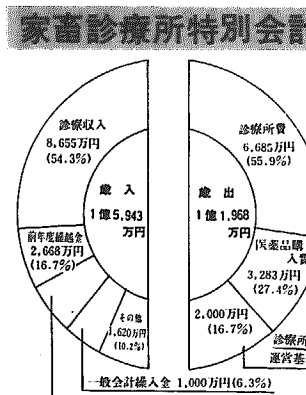 家畜診療所特別会計
診療収入
8,655万円
(54.3%)
前年度繰越金
2,668万円
(16.7%)
歳入
1億5,943
万円
その他
1,620万円
(10.2%)
一般会計繰入金 1,000万円(6.3%)
診療所費
6,685万円
(55.9%)
歳出
1億1,968
万円
医薬品購
入費
3,283万円
(27.4%)
2,000万円
(16.7%)
診療所
運営基